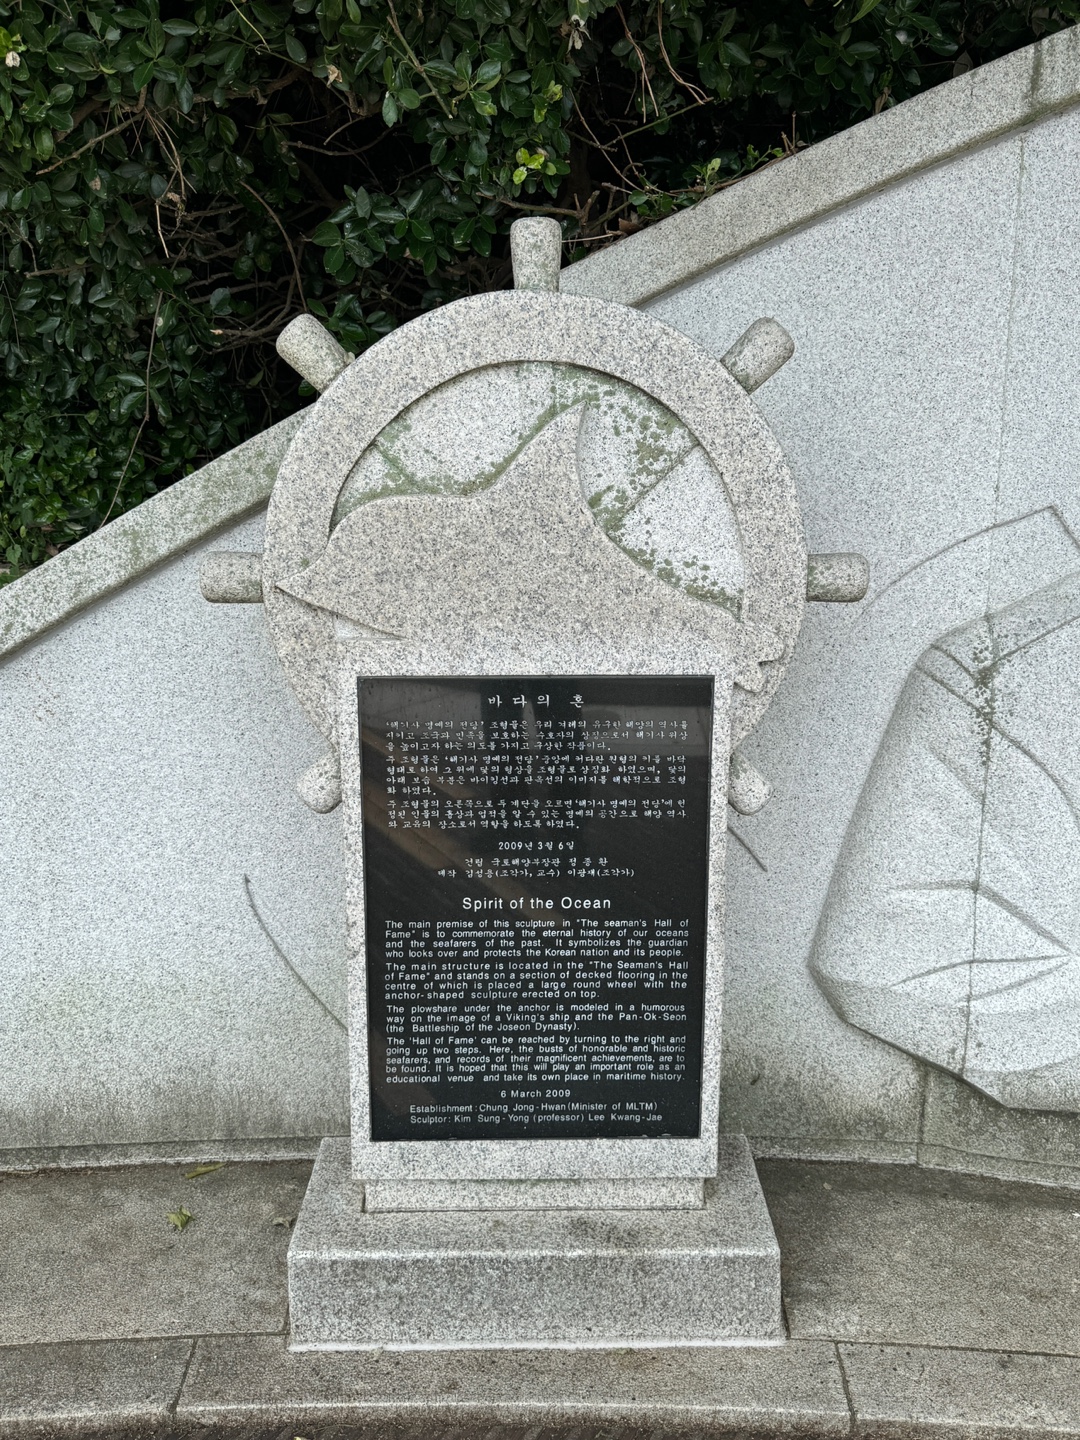 바다의 혼
'해기사 명예의 전당' 조형물은 우리 겨레의 유구한 해양의 역사를
지키고 조국과 민족을 보호하는 수호자의 상징으로서 해기사 위상
을 높이고자 하는 의도를 가지고 구상한 작품이다.
주 조형물은 '해기사 명예의 전당' 중앙에 커다란 원형의 키를 바닥
형태로 하여 그 위에 닻의 형상을 조형물로 상징화 하였으며, 닻의
아래 보습 부분은 바이킹선과 판옥선의 이미지를 해학적으로 조형
화 하였다.
주 조형물의 오른쪽으로 두 계단을 오르면 '해기사 명예의 전당'에 헌
정된 인물의 흉상과 업적을 알 수 있는 명예의 공간으로 해양 역사
와 교육의 장소로서 역할을 하도록 하였다.
2009년 3월 6일
건립 국토해양부장관 정종환
제작 김성용(조각가, 교수) 이광재(조각가)
Spirit of the Ocean
The main premise of this sculpture in "The seaman's Hall of
Fame" is to commemorate the eternal history of our oceans
and the seafarers of the past. It symbolizes the guardian
who looks over and protects the Korean nation and its people.
The main structure is located in the "The Seaman's Hall
of Fame" and stands on a section of decked flooring in the
centre of which is placed a large round wheel with the
anchor-shaped sculpture erected on top.
The plowshare under the anchor is modeled in a humorous
way on the image of a Viking's ship and the Pan-Ok-Seon
(the Battleship of the Joseon Dynasty).
The 'Hall of Fame' can be reached by turning to the right and
going up two steps. Here, the busts of honorable and historic
seafarers, and records of their magnificent achievements, are to
be found. It is hoped that this will play an important role as an
educational venue and take its own place in maritime history.
6 March 2009
Establishment : Chung Jong-Hwan (Minister of MLTM)
Sculptor : Kim Sung-Yong (professor) Lee Kwang-Jae